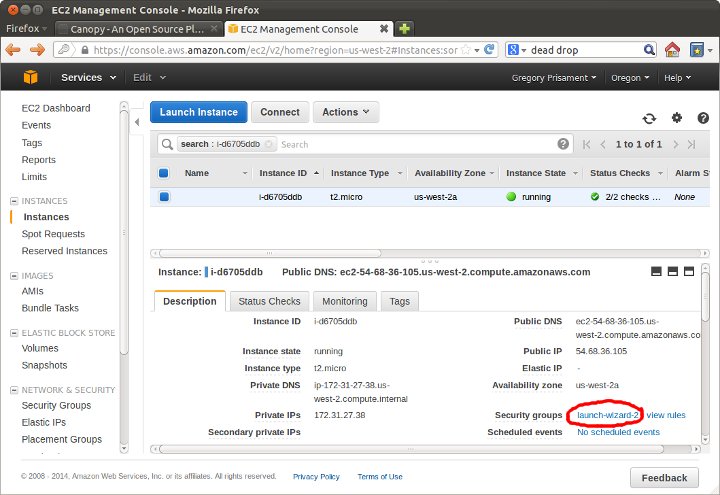 EC2 Management Console - Mozilla Firefox
Firefox Canopy - An Open Source Pl... EC2 Management Console
https://console.aws.amazon.com/ec2/v2/home?region=us-west-2#Instances:sor dead drop
Services Edit Gregory Prisament Oregon Help
EC2 Dashboard
Events
Tags
Reports
Limits
INSTANCES
Instances
Spot Requests
Reserved Instances
IMAGES
AMIs
Bundle Tasks
ELASTIC BLOCK STORE
Volumes
Snapshots
NETWORK & SECURITY
Security Groups
Elastic IPs
Placement Groups
Launch Instance Connect Actions
search : i-d6705ddb Search 1 to 1 of 1
Name Instance ID Instance Type Availability Zone Instance State Status Checks Alarm S
i-d6705ddb t2.micro us-west-2a running 2/2 checks ... None
Instance: i-d6705ddb Public DNS: ec2-54-68-36-105.us-west-2.compute.amazonaws.com
Description Status Checks Monitoring Tags
Instance ID i-d6705ddb Public DNS ec2-54-68-36-105.us-
west-2.compute.amazonaws.co
Instance state running Public IP 54.68.36.105
Instance type t2.micro Elastic IP -
Private DNS ip-172-31-27-38.us- Availability zone us-west-2a
west-2.compute.internal
Private IPs 172.31.27.38 Security groups launch-wizard-2. view rules
Secondary private IPs Scheduled events No scheduled events
© 2008 - 2014, Amazon Web Services, Inc. or its affiliates. All rights reserved. Privacy Policy Terms of Use Feedback